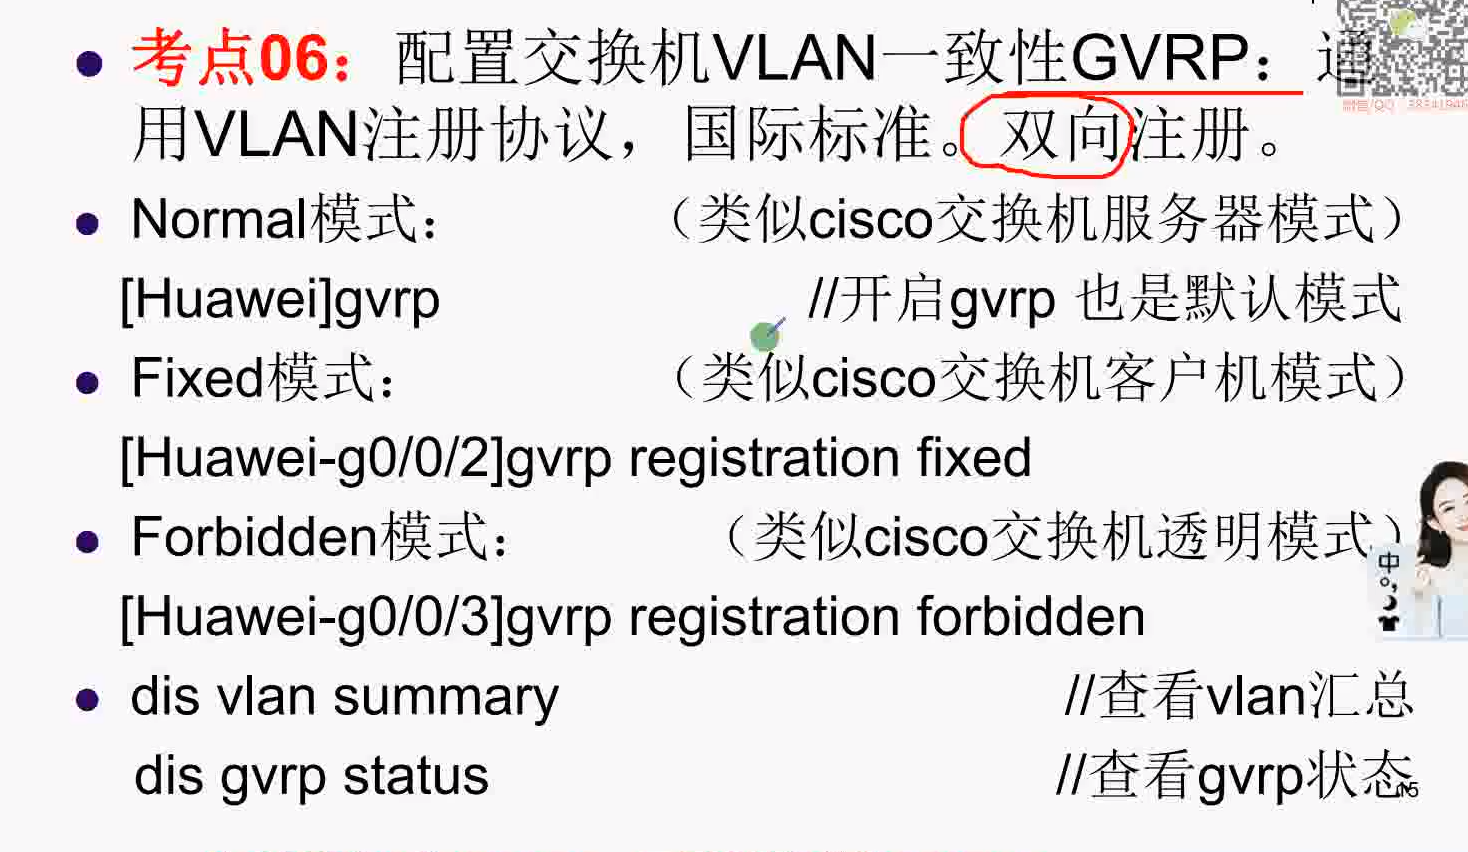 考点06：配置交换机VLAN一致性GVRP：通
用VLAN注册协议，国际标准。双向注册。
Normal模式：（类似cisco交换机服务器模式）
[Huawei]gvrp //开启gvrp 也是默认模式
Fixed模式：（类似cisco交换机客户机模式）
[Huawei-g0/0/2]gvrp registration fixed
Forbidden模式：（类似cisco交换机透明模式）
[Huawei-g0/0/3]gvrp registration forbidden
dis vlan summary //查看vlan汇总
dis gvrp status //查看gvrp状态
中